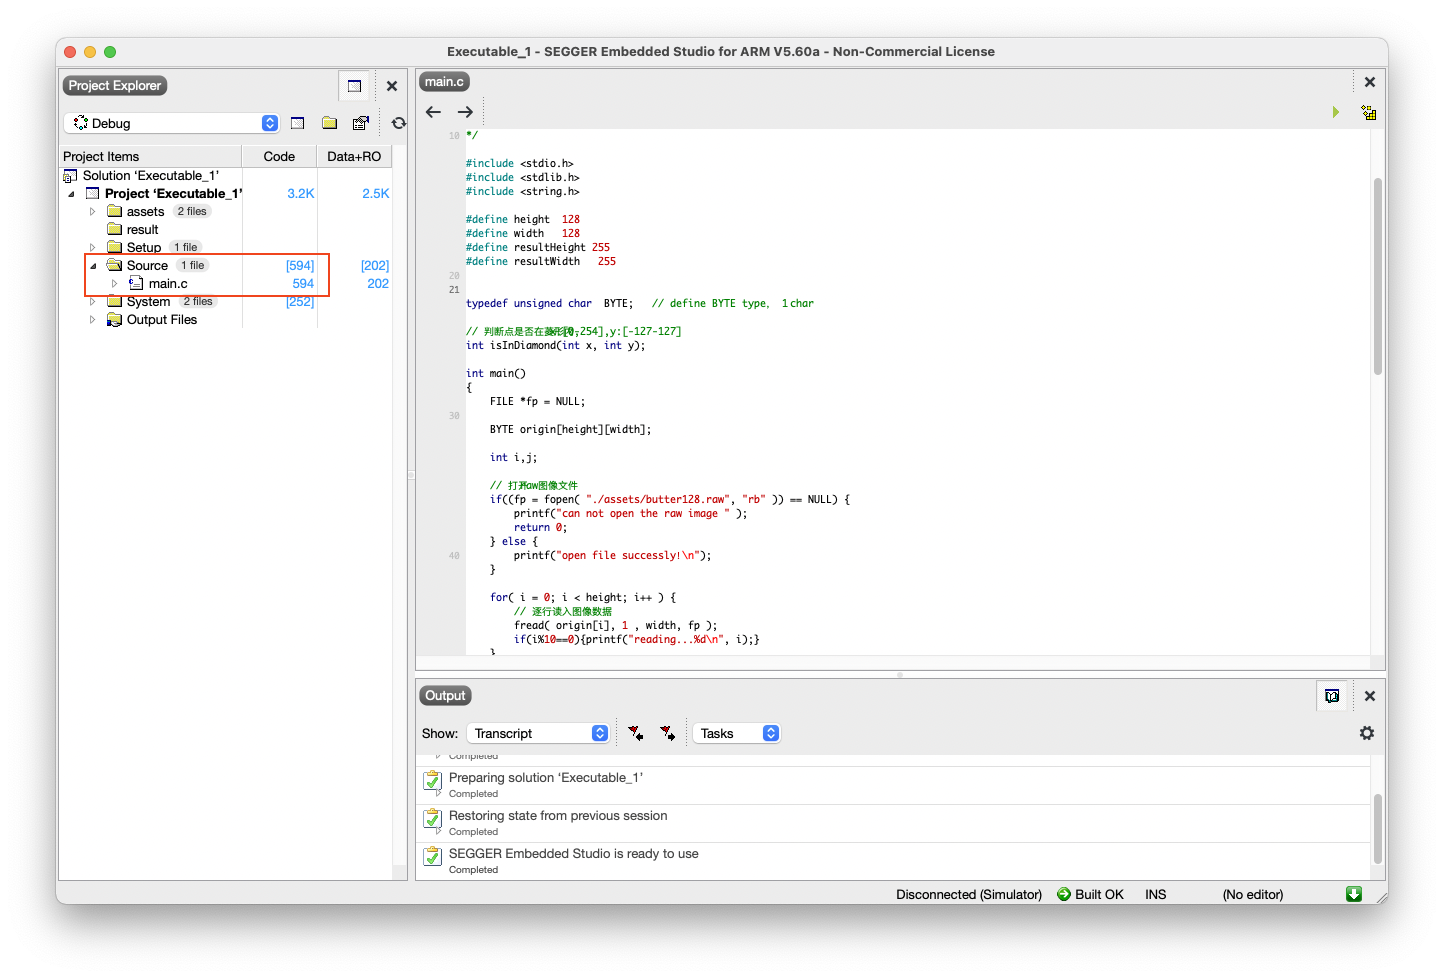 Executable_1 - SEGGER Embedded Studio for ARM V5.60a - Non-Commercial License
Project Explorer
Debug
Project Items Code Data+RO
Solution ‘Executable_1’
Project ‘Executable_1’ 3.2K 2.5K
assets 2 files
result
Setup 1 file
Source 1 file [594] [202]
main.c 594 202
System 2 files [252]
Output Files
main.c
10 */
#include <stdio.h>
#include <stdlib.h>
#include <string.h>
#define height 128
#define width 128
#define resultHeight 255
#define resultWidth 255
20
21
typedef unsigned char BYTE; // define BYTE type, 1 char
// 判断点是否在菱形内 [0,254],y:[-127-127]
int isInDiamond(int x, int y);
int main()
{
FILE *fp = NULL;
30
BYTE origin[height][width];
int i,j;
// 打开raw图像文件
if((fp = fopen( "./assets/butter128.raw", "rb" )) == NULL) {
printf("can not open the raw image " );
return 0;
} else {
40 printf("open file successly!\n");
}
for( i = 0; i < height; i++ ) {
// 逐行读入图像数据
fread( origin[i], 1 , width, fp );
if(i%10==0){printf("reading...%d\n", i);}
}
Output
Show: Transcript Tasks
Completed
Preparing solution ‘Executable_1’
Completed
Restoring state from previous session
Completed
SEGGER Embedded Studio is ready to use
Completed
Disconnected (Simulator) Built OK INS (No editor)